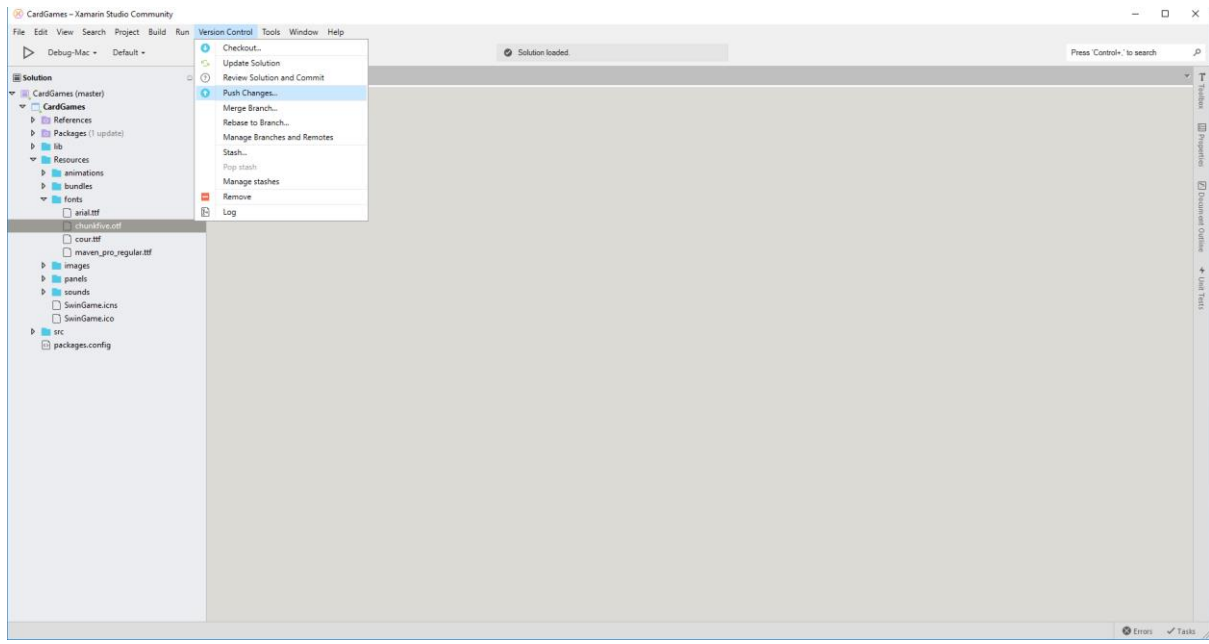 CardGames – Xamarin Studio Community
File Edit View Search Project Build Run Version Control Tools Window Help
Debug-Mac Default
Solution loaded.
Press 'Control+,' to search
Checkout...
Update Solution
Review Solution and Commit
Push Changes...
Merge Branch...
Rebase to Branch...
Manage Branches and Remotes
Stash...
Pop stash
Manage stashes
Remove
Log
Solution
CardGames (master)
CardGames
References
Packages (1 update)
lib
Resources
animations
bundles
fonts
arial.ttf
chunkfive.otf
cour.ttf
maven_pro_regular.ttf
images
panels
sounds
SwinGame.icns
SwinGame.ico
src
packages.config
Toolbox
Properties
Document Outline
Unit Tests
Errors Tasks